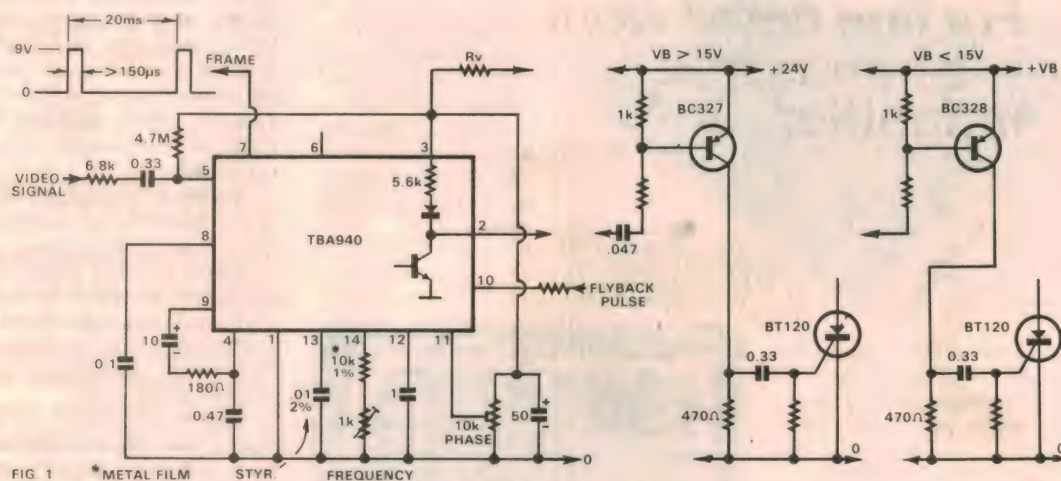 20ms
9V
>150µs
0
FRAME
Rv
4.7M
7
6
3
6.8k
0.33
VIDEO
SIGNAL
5
5.6k
TBA940
2
8
10
FLYBACK
PULSE
9
10
+
-
4
1
13
14
12
11
0 1
180Ω
0.47
.01
2%
*
10k
1%
1k
1
10k
PHASE
50
+
-
0
FIG. 1
*METAL FILM
STYR.
FREQUENCY
VB > 15V
+24V
1k
BC327
.047
BT120
0.33
470Ω
0
VB < 15V
+VB
1k
BC328
BT120
0.33
470Ω
0